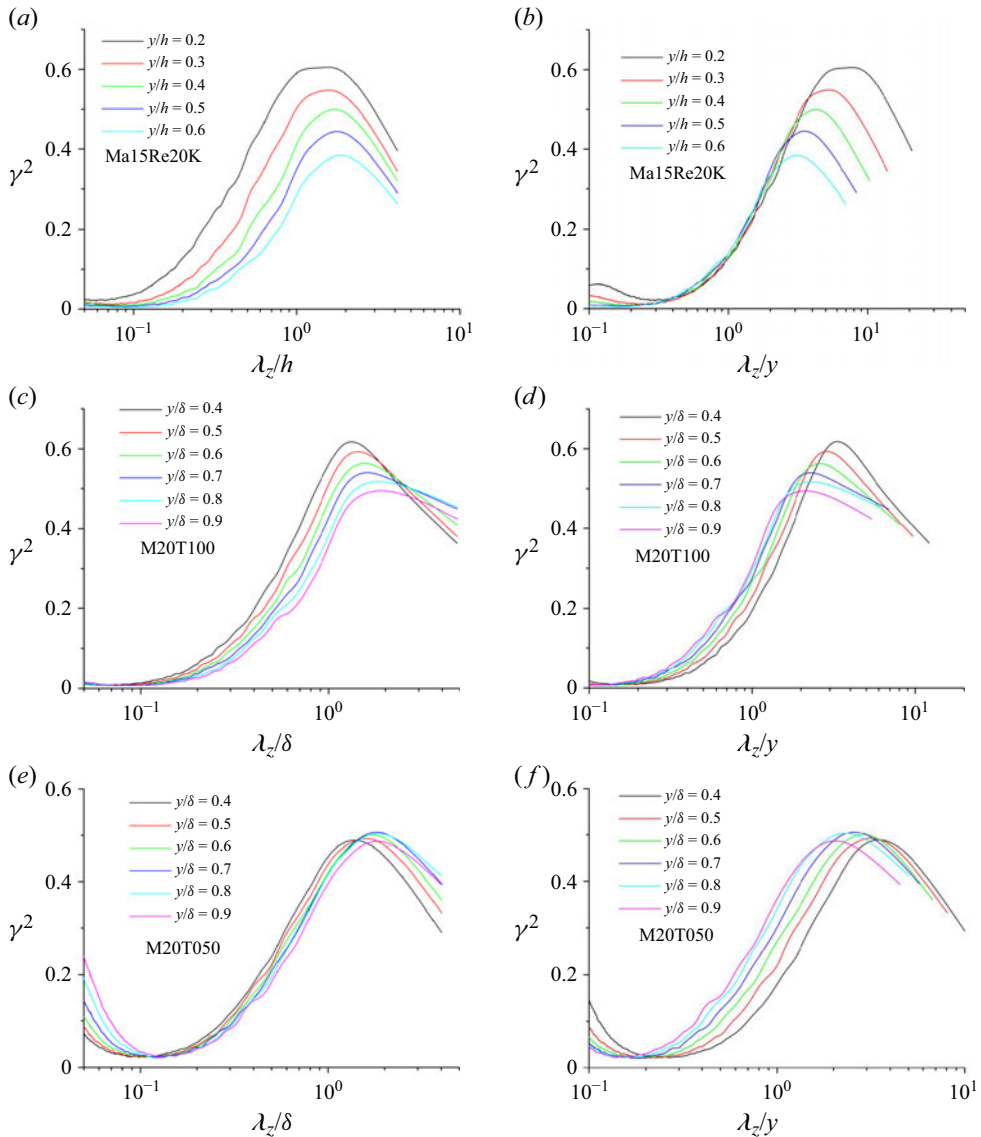 (a)
y/h = 0.2
y/h = 0.3
y/h = 0.4
y/h = 0.5
y/h = 0.6
Ma15Re20K
γ²
0.6
0.4
0.2
0
10⁻¹
10⁰
10¹
λz/h
(b)
y/h = 0.2
y/h = 0.3
y/h = 0.4
y/h = 0.5
y/h = 0.6
Ma15Re20K
γ²
0.6
0.4
0.2
0
10⁻¹
10⁰
10¹
λz/y
(c)
y/δ = 0.4
y/δ = 0.5
y/δ = 0.6
y/δ = 0.7
y/δ = 0.8
y/δ = 0.9
M20T100
γ²
0.6
0.4
0.2
0
10⁻¹
10⁰
λz/δ
(d)
y/δ = 0.4
y/δ = 0.5
y/δ = 0.6
y/δ = 0.7
y/δ = 0.8
y/δ = 0.9
M20T100
γ²
0.6
0.4
0.2
0
10⁻¹
10⁰
10¹
λz/y
(e)
y/δ = 0.4
y/δ = 0.5
y/δ = 0.6
y/δ = 0.7
y/δ = 0.8
y/δ = 0.9
M20T050
γ²
0.6
0.4
0.2
0
10⁻¹
10⁰
λz/δ
(f)
y/δ = 0.4
y/δ = 0.5
y/δ = 0.6
y/δ = 0.7
y/δ = 0.8
y/δ = 0.9
M20T050
γ²
0.6
0.4
0.2
0
10⁻¹
10⁰
10¹
λz/y